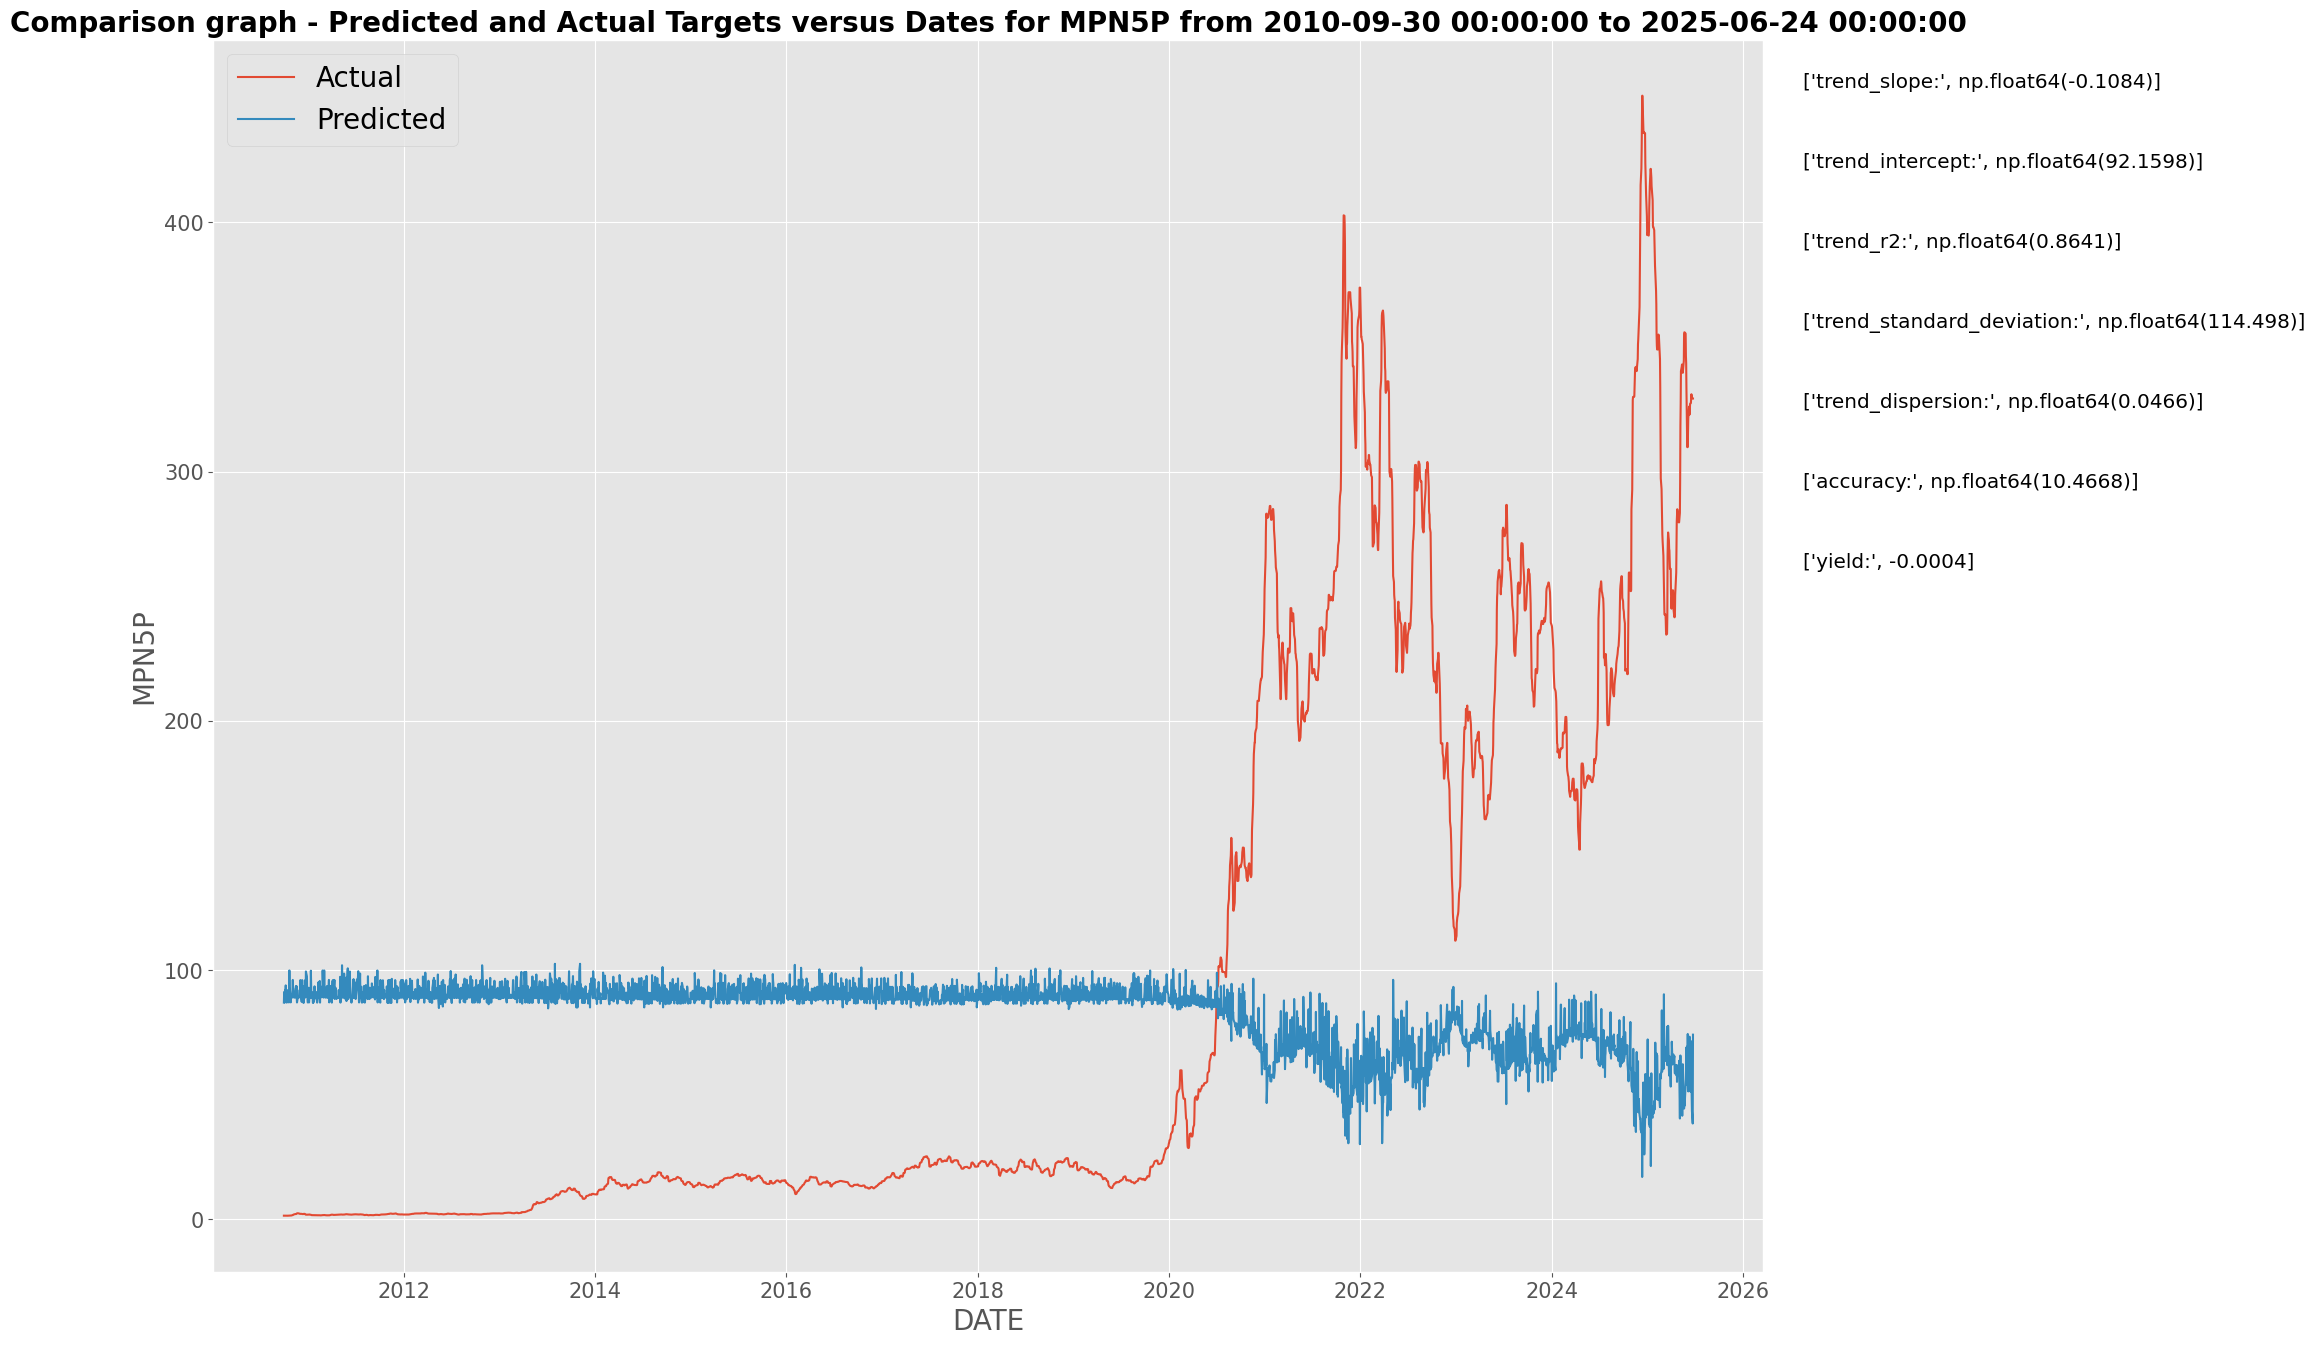 Comparison graph - Predicted and Actual Targets versus Dates for MPN5P from 2010-09-30 00:00:00 to 2025-06-24 00:00:00
Actual
Predicted
['trend_slope:', np.float64(-0.1084)]
['trend_intercept:', np.float64(92.1598)]
['trend_r2:', np.float64(0.8641)]
['trend_standard_deviation:', np.float64(114.498)]
['trend_dispersion:', np.float64(0.0466)]
['accuracy:', np.float64(10.4668)]
['yield:', -0.0004]
MPN5P
400
300
200
100
0
2012 2014 2016 2018 2020 2022 2024 2026
DATE